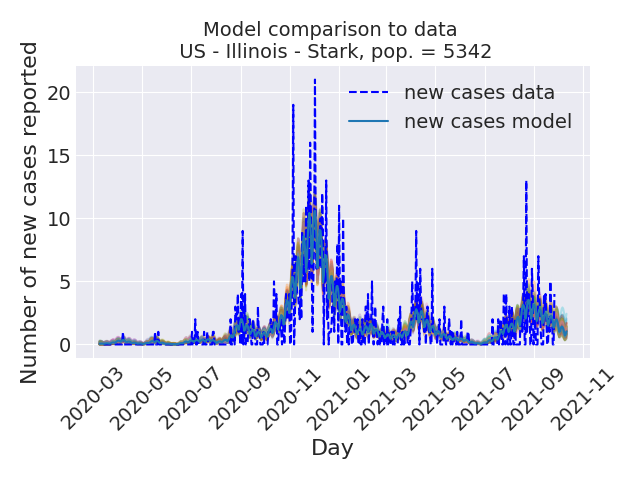 Model comparison to data
US - Illinois - Stark, pop. = 5342
Number of new cases reported
20
15
10
5
0
new cases data
new cases model
2020-03
2020-05
2020-07
2020-09
2020-11
2021-01
2021-03
2021-05
2021-07
2021-09
2021-11
Day